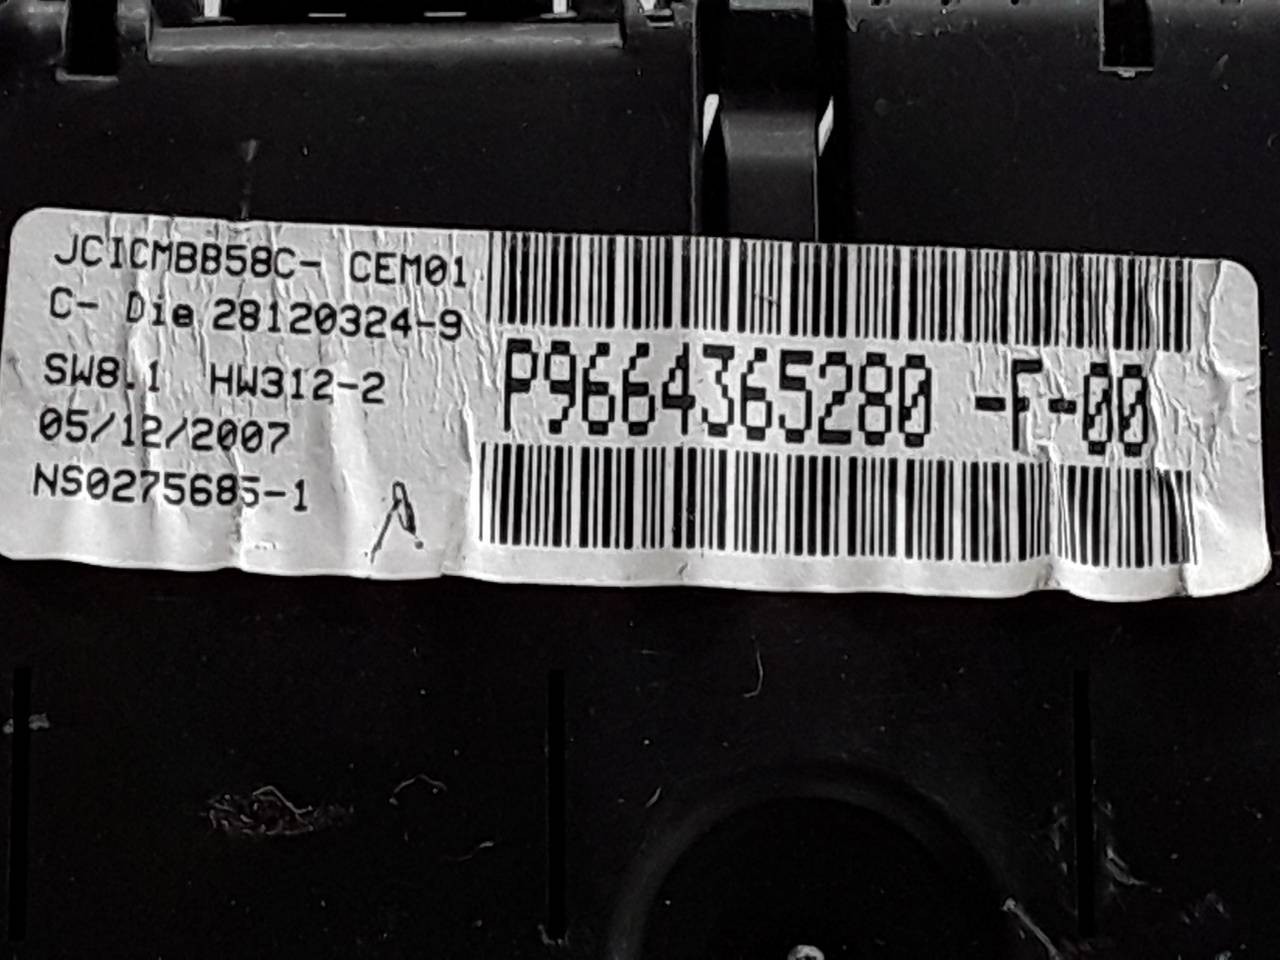 JCICMBB58C- CEM01
C- Die 28120324-9
SW8.1 HW312-2
05/12/2007
NS0275685-1
P9664365280 -F-00